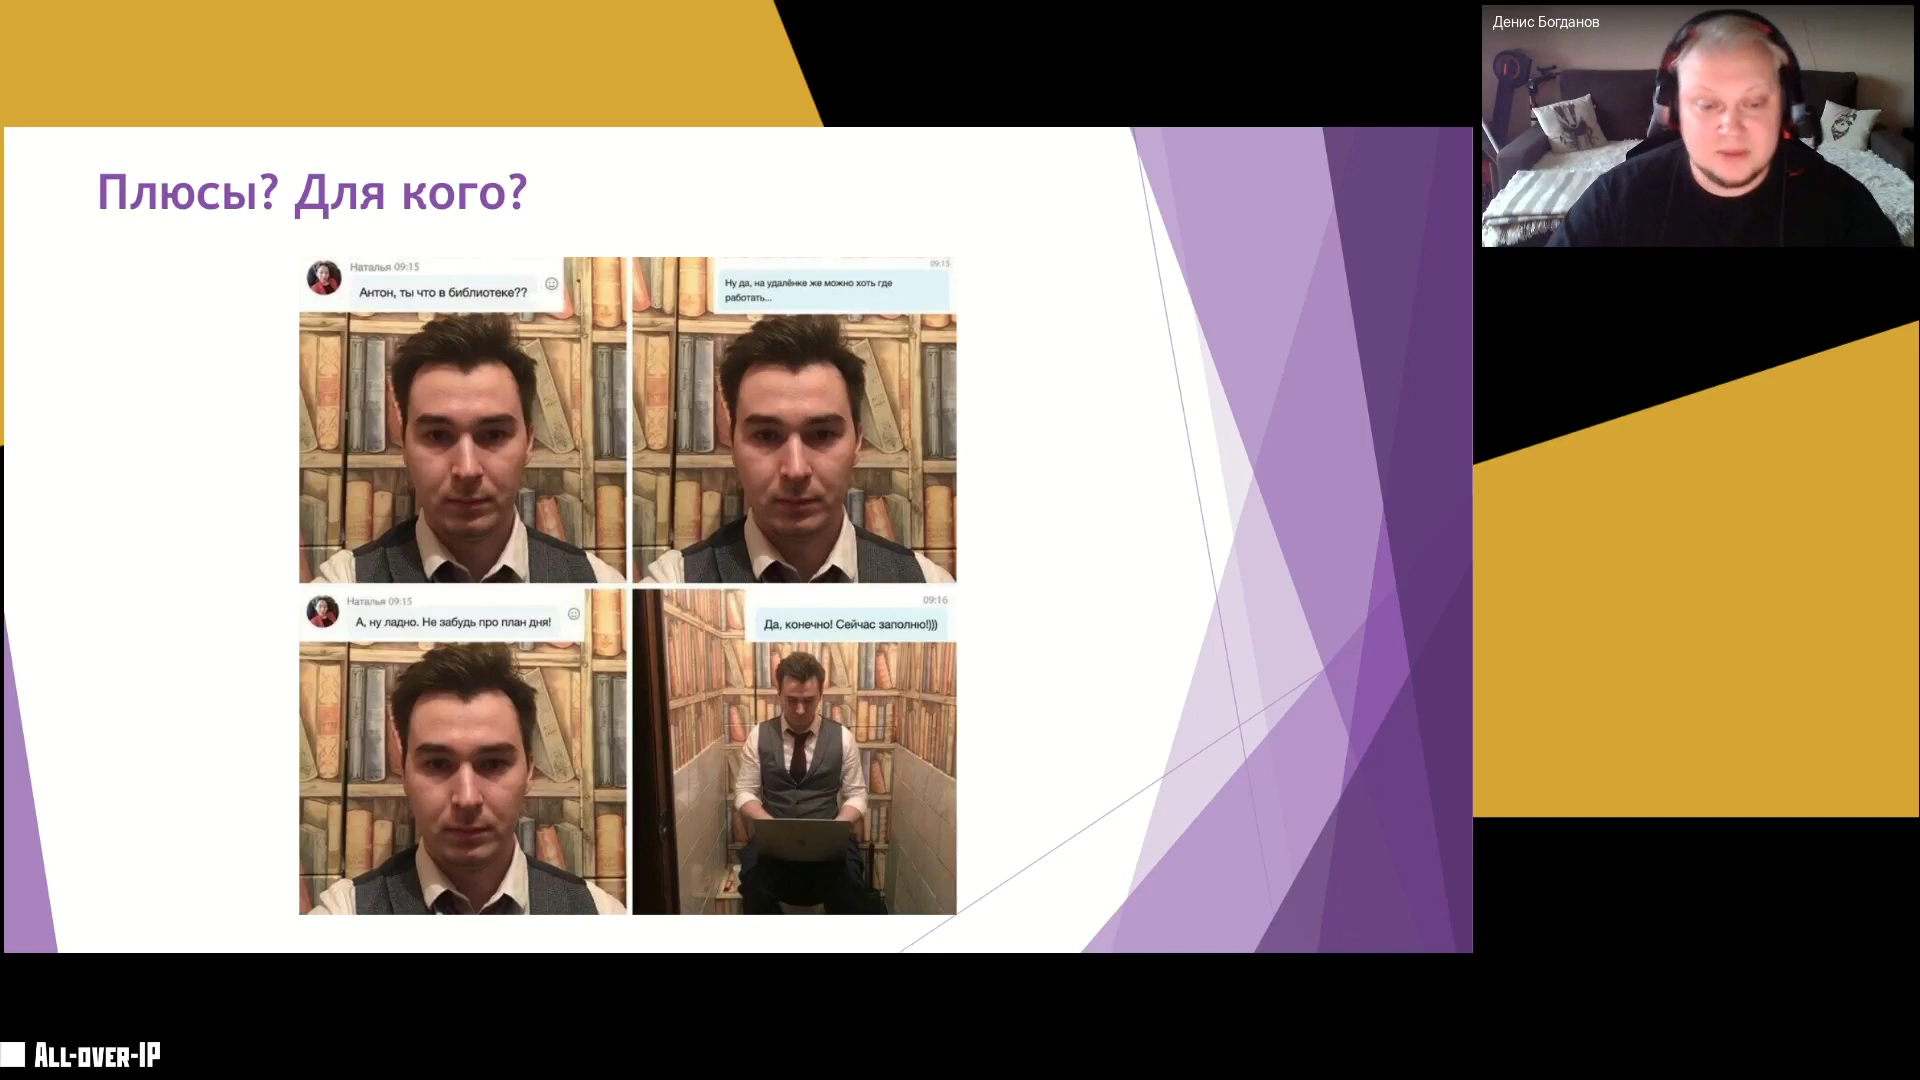 Денис Богданов
Плюсы? Для кого?
Наталья 09:15
Антон, ты что в библиотеке??
09:15
Ну да, на удалёнке же можно хоть где
работать...
Наталья 09:15
А, ну ладно. Не забудь про план дня!
09:16
Да, конечно! Сейчас заполню!)))
ALL-OVER-IP